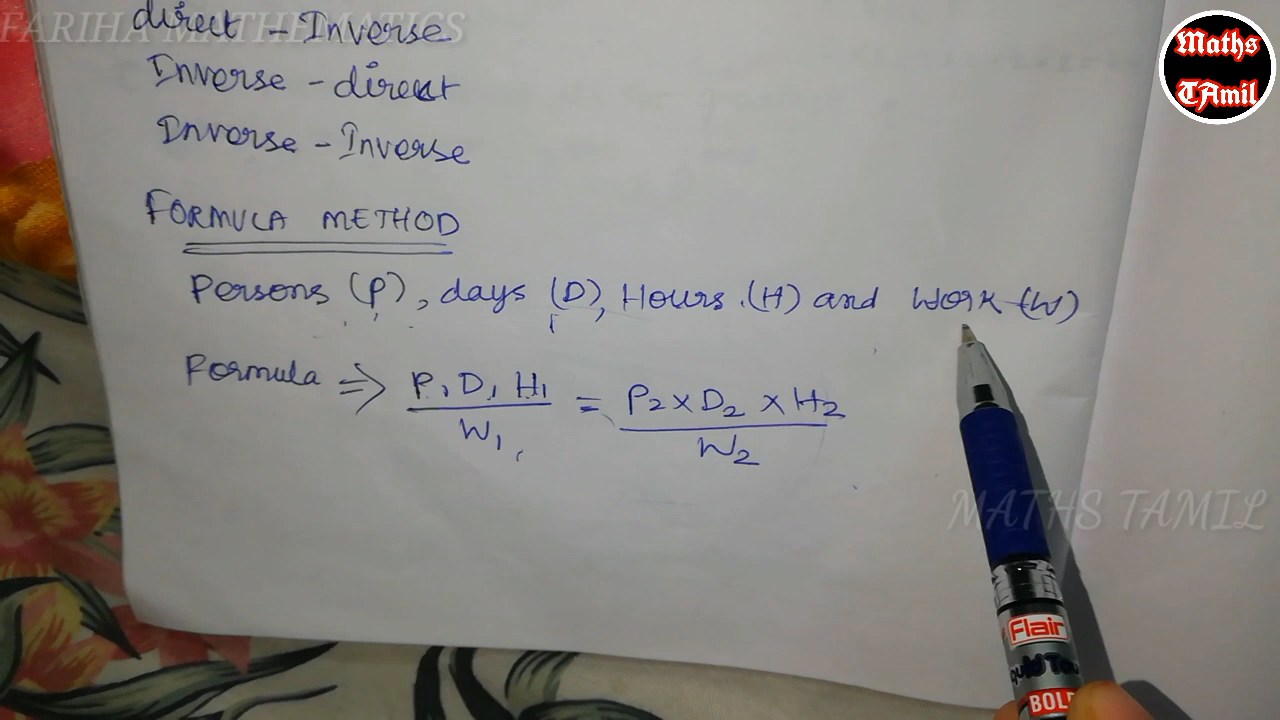 FARIHA MATHEMATICS
direct - Inverse
Inverse - direct
Inverse - Inverse
FORMULA METHOD
Persons (P), days (D), Hours (H) and Work (W)
Formula ⇒ P1 D1 H1 / W1 = P2 x D2 x H2 / W2
Maths
TAmil
MATHS TAMIL
Flair
BOLD